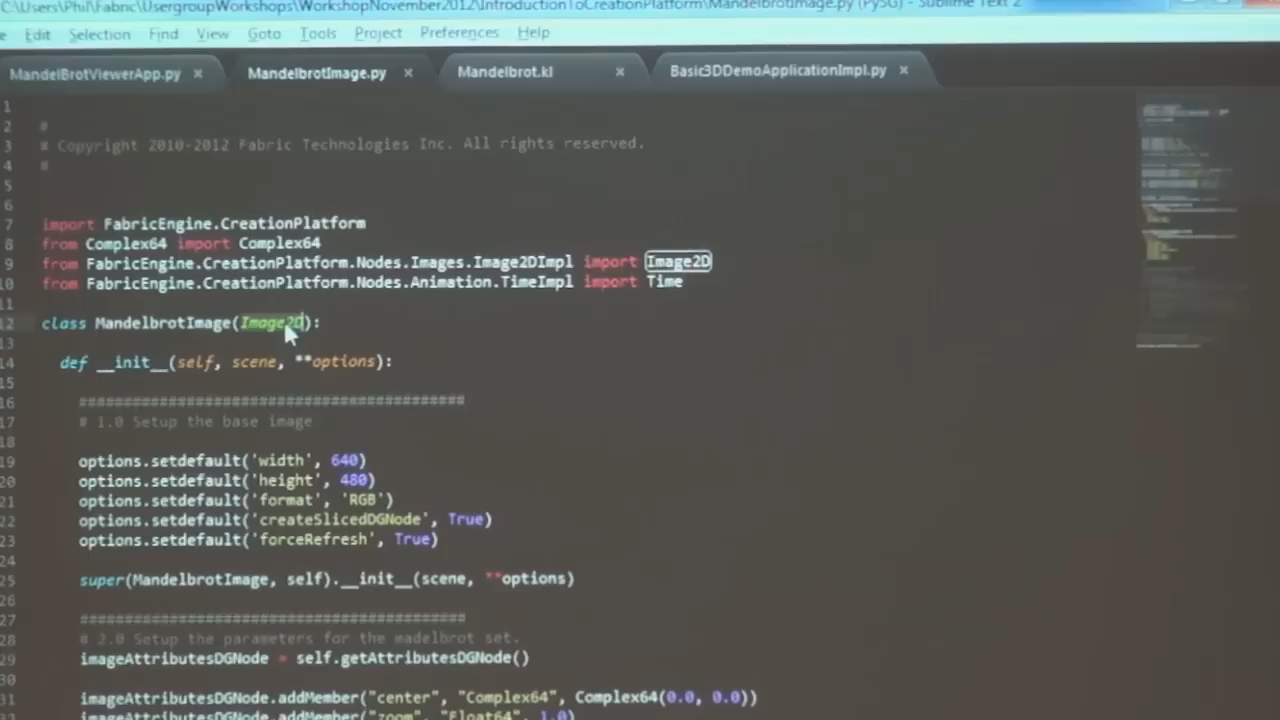 C:\Users\Phil\Fabric\UsergroupWorkshops\WorkshopNovember2012\IntroductionToCreationPlatform\MandelbrotImage.py (PySG) - Sublime Text 2
e Edit Selection Find View Goto Tools Project Preferences Help
MandelBrotViewerApp.py × MandelbrotImage.py × Mandelbrot.kl × Basic3DDemoApplicationImpl.py ×
1
2 #
3 # Copyright 2010-2012 Fabric Technologies Inc. All rights reserved.
4 #
5
6
7 import FabricEngine.CreationPlatform
8 from Complex64 import Complex64
9 from FabricEngine.CreationPlatform.Nodes.Images.Image2DImpl import Image2D
10 from FabricEngine.CreationPlatform.Nodes.Animation.TimeImpl import Time
11
12 class MandelbrotImage(Image2D):
13
14 def __init__(self, scene, **options):
15
16 ###########################################
17 # 1.0 Setup the base image
18
19 options.setdefault('width', 640)
20 options.setdefault('height', 480)
21 options.setdefault('format', 'RGB')
22 options.setdefault('createSlicedDGNode', True)
23 options.setdefault('forceRefresh', True)
24
25 super(MandelbrotImage, self).__init__(scene, **options)
26
27 ###########################################
28 # 2.0 Setup the parameters for the madelbrot set.
29 imageAttributesDGNode = self.getAttributesDGNode()
30
31 imageAttributesDGNode.addMember("center", "Complex64", Complex64(0.0, 0.0))
imageAttributesDGNode.addMember("zoom", "Float64", 1.0)